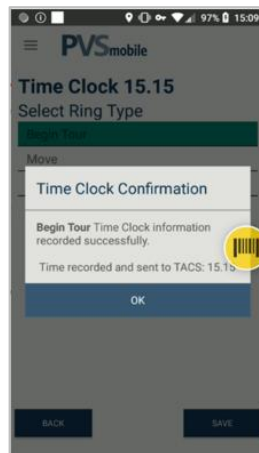 97% 15:09
PVSmobile
Time Clock 15.15
Select Ring Type
Begin Tour
Move
Time Clock Confirmation
Begin Tour Time Clock information
recorded successfully.
Time recorded and sent to TACS: 15.15
OK
BACK SAVE